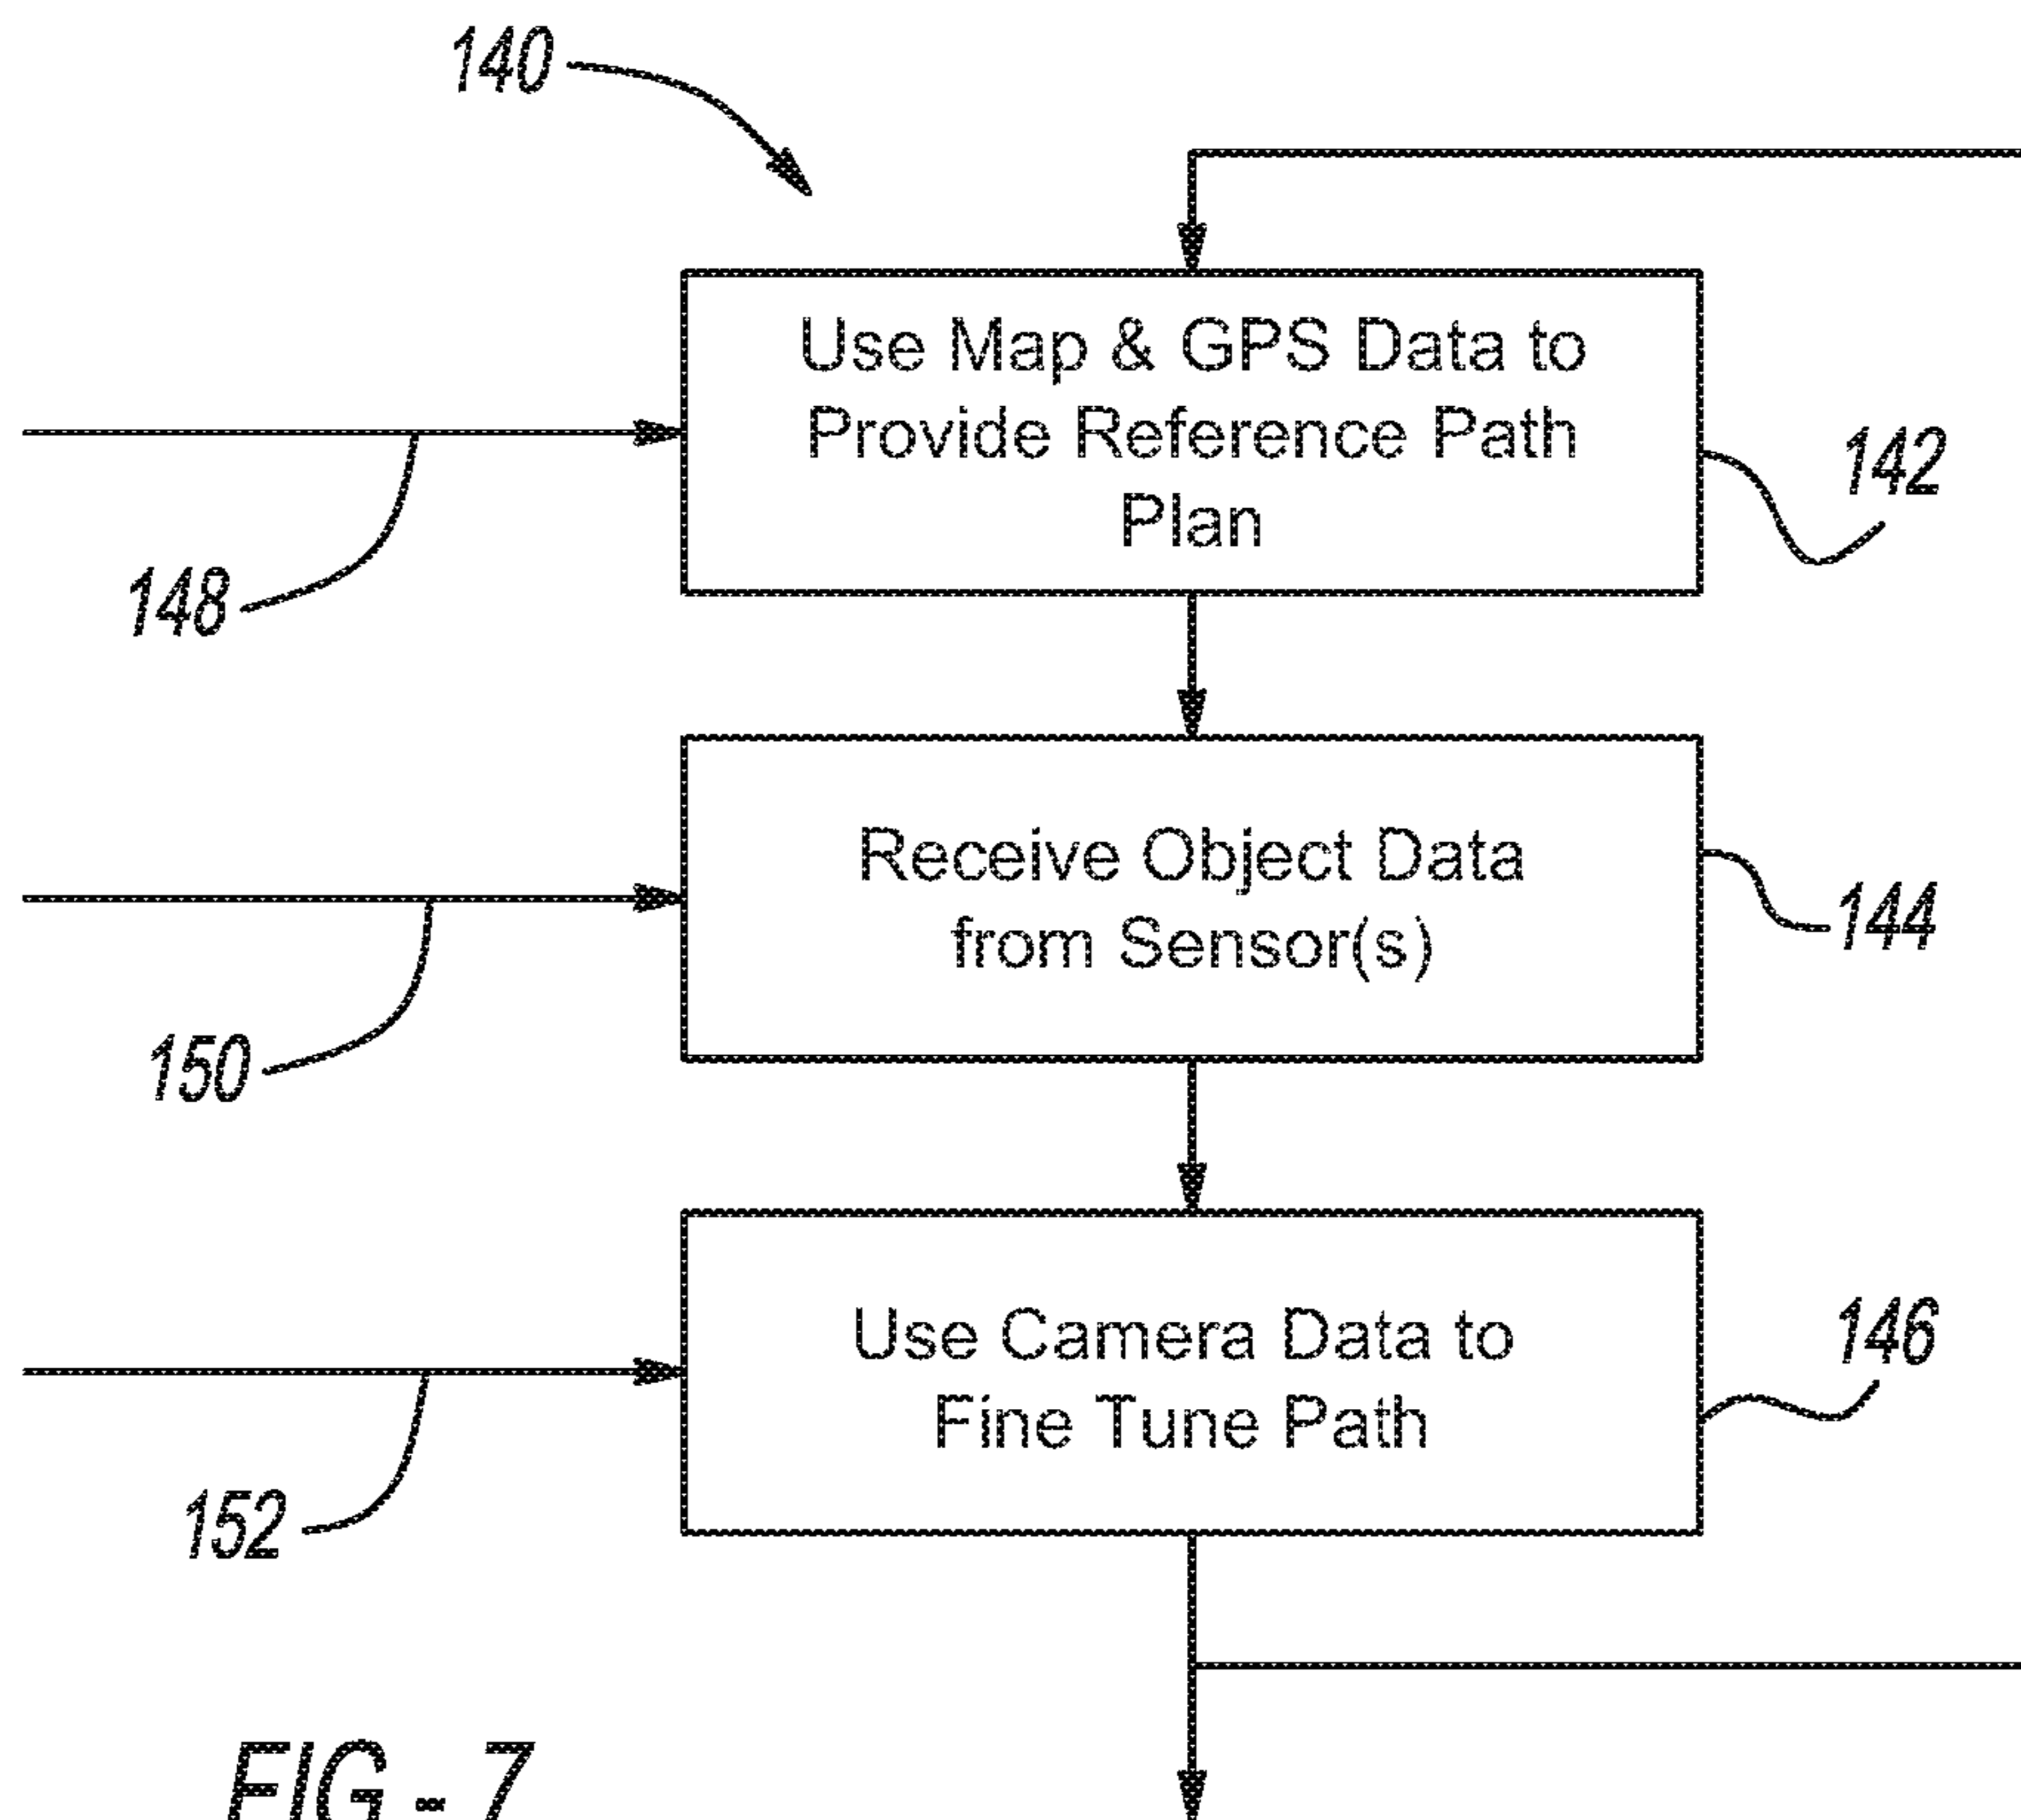 140
Use Map & GPS Data to
Provide Reference Path
Plan
142
148
Receive Object Data
from Sensor(s)
144
150
Use Camera Data to
Fine Tune Path
146
152
FIG - 7